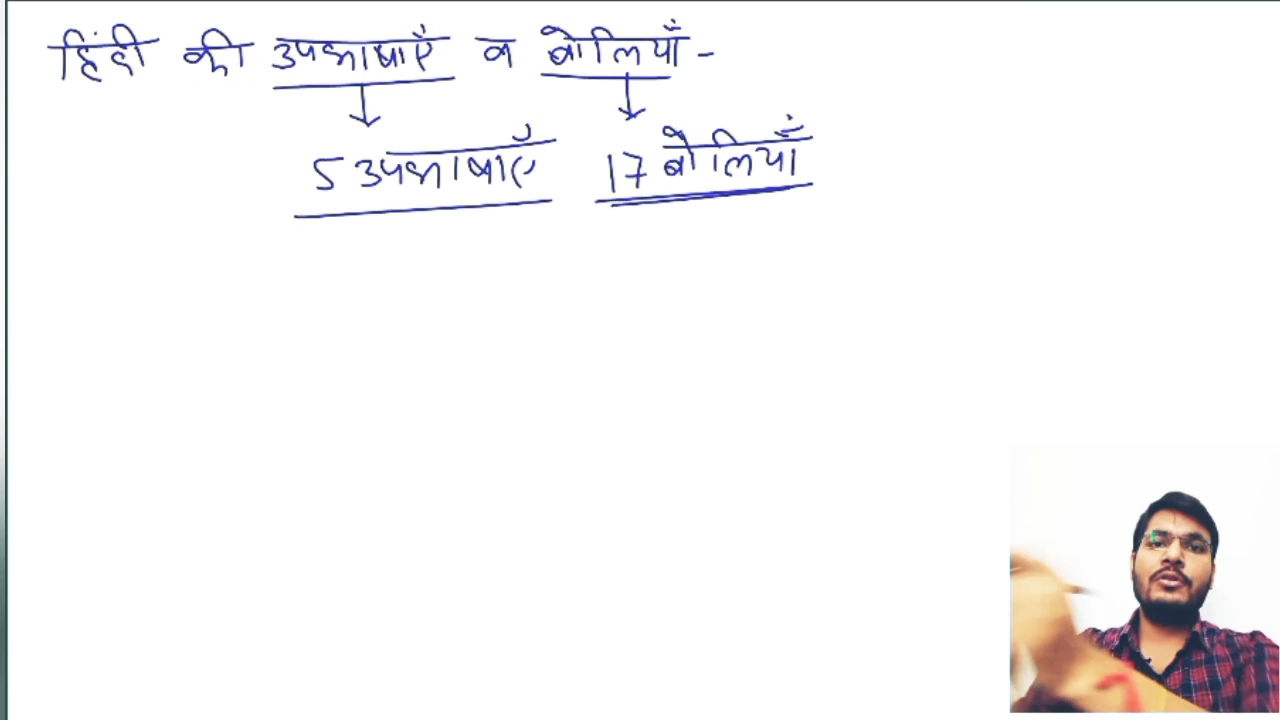 हिंदी की उपभाषाएँ व बोलियाँ -
5 उपभाषाएँ 17 बोलियाँ